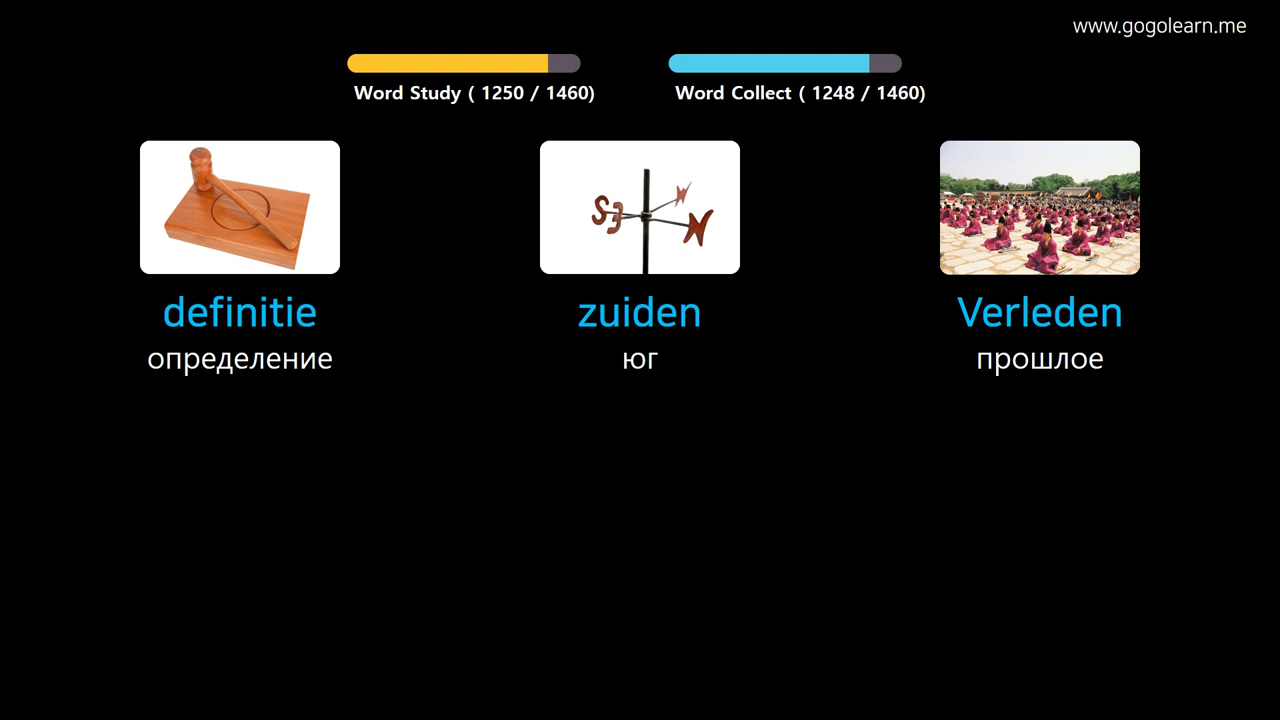 www.gogolearn.me
Word Study ( 1250 / 1460)
Word Collect ( 1248 / 1460)
definitie
определение
zuiden
юг
Verleden
прошлое